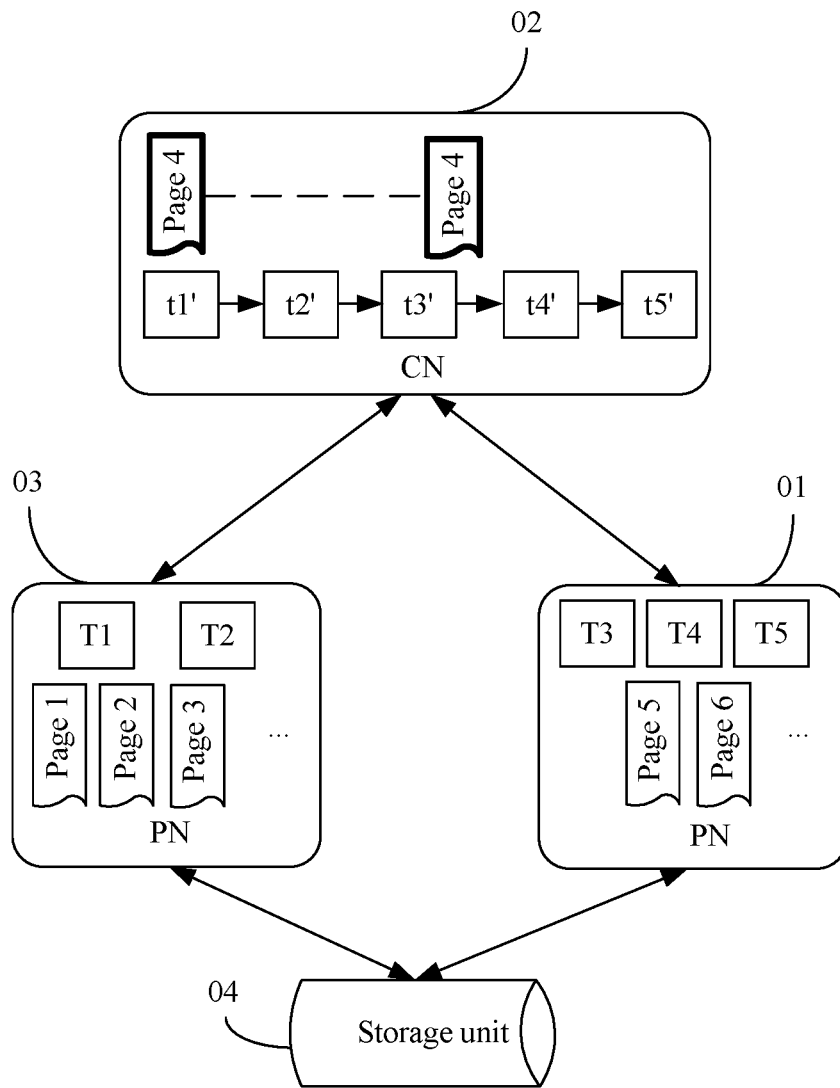 02
Page 4
Page 4
t1' t2' t3' t4' t5'
CN
03
01
T1 T2
Page 1 Page 2 Page 3 ...
PN
T3 T4 T5
Page 5 Page 6 ...
PN
04
Storage unit